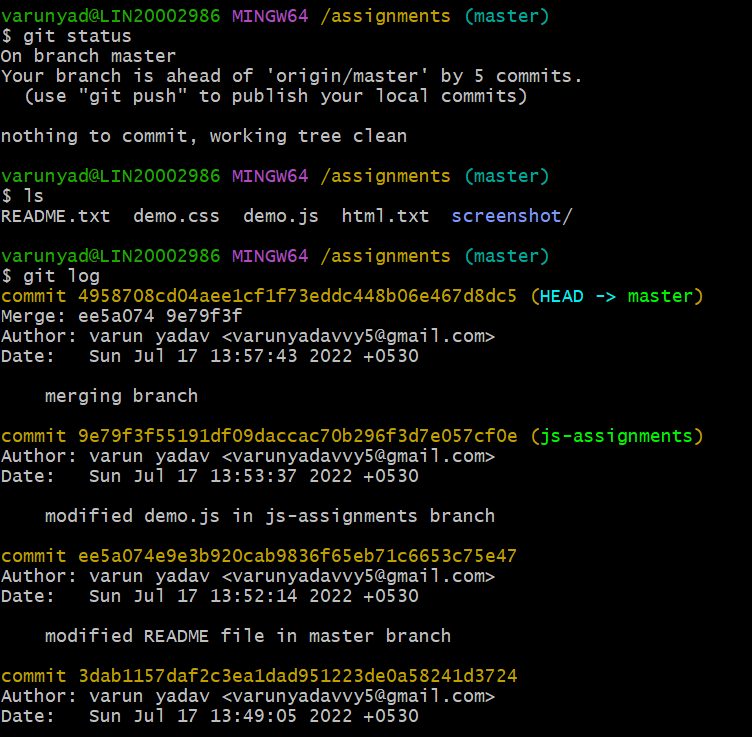 varunyad@LIN20002986 MINGW64 /assignments (master)
$ git status
On branch master
Your branch is ahead of 'origin/master' by 5 commits.
  (use "git push" to publish your local commits)
nothing to commit, working tree clean
varunyad@LIN20002986 MINGW64 /assignments (master)
$ ls
README.txt  demo.css  demo.js  html.txt  screenshot/
varunyad@LIN20002986 MINGW64 /assignments (master)
$ git log
commit 4958708cd04aee1cf1f73eddc448b06e467d8dc5 (HEAD -> master)
Merge: ee5a074 9e79f3f
Author: varun yadav <varunyadavvy5@gmail.com>
Date:   Sun Jul 17 13:57:43 2022 +0530
    merging branch
commit 9e79f3f55191df09daccac70b296f3d7e057cf0e (js-assignments)
Author: varun yadav <varunyadavvy5@gmail.com>
Date:   Sun Jul 17 13:53:37 2022 +0530
    modified demo.js in js-assignments branch
commit ee5a074e9e3b920cab9836f65eb71c6653c75e47
Author: varun yadav <varunyadavvy5@gmail.com>
Date:   Sun Jul 17 13:52:14 2022 +0530
    modified README file in master branch
commit 3dab1157daf2c3ea1dad951223de0a58241d3724
Author: varun yadav <varunyadavvy5@gmail.com>
Date:   Sun Jul 17 13:49:05 2022 +0530